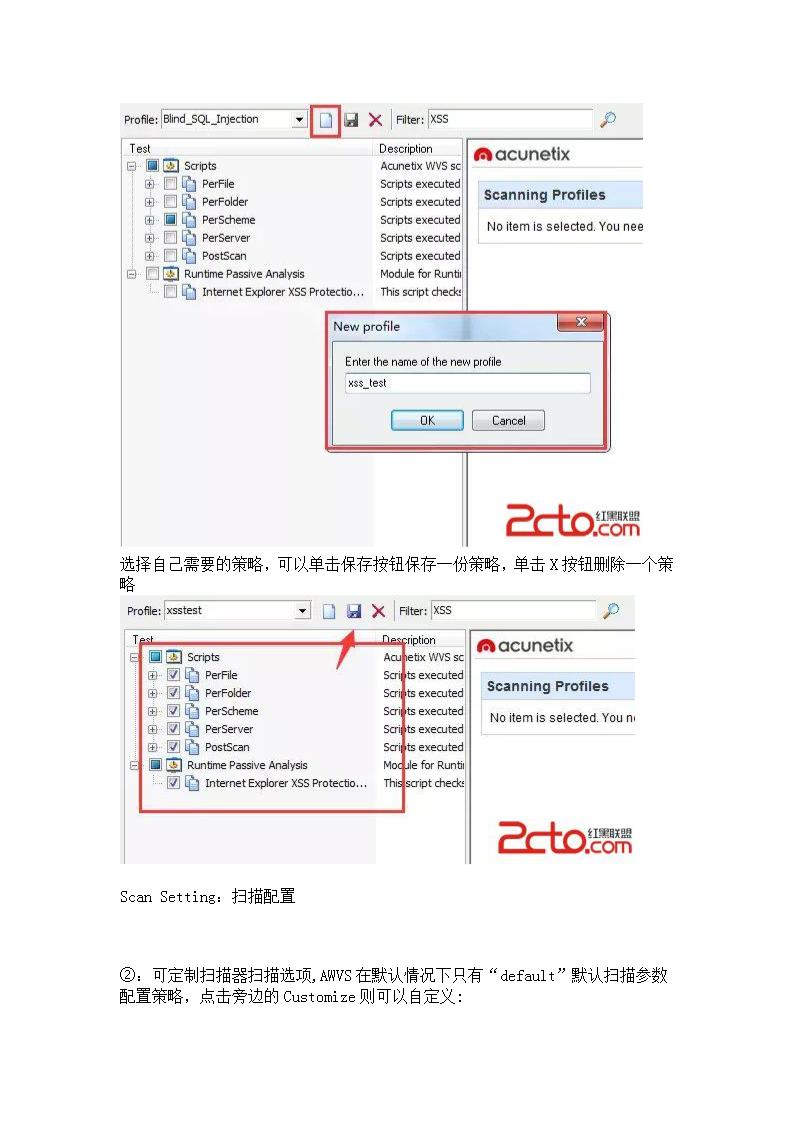 Profile: Blind_SQL_Injection Filter: XSS
Test Description
Scripts Acunetix WVS sc
PerFile Scripts executed
PerFolder Scripts executed
PerScheme Scripts executed
PerServer Scripts executed
PostScan Scripts executed
Runtime Passive Analysis Module for Runti
Internet Explorer XSS Protectio... This script checks
acunetix
Scanning Profiles
No item is selected. You nee
New profile
Enter the name of the new profile
xss_test
OK Cancel
2cto.com 红黑联盟
选择自己需要的策略，可以单击保存按钮保存一份策略，单击X按钮删除一个策
略
Profile: xsstest Filter: XSS
Test Description
Scripts Acunetix WVS sc
PerFile Scripts executed
PerFolder Scripts executed
PerScheme Scripts executed
PerServer Scripts executed
PostScan Scripts executed
Runtime Passive Analysis Module for Runti
Internet Explorer XSS Protectio... This script checks
acunetix
Scanning Profiles
No item is selected. You n
2cto.com 红黑联盟
Scan Setting：扫描配置
②：可定制扫描器扫描选项,AWVS在默认情况下只有“default”默认扫描参数
配置策略，点击旁边的Customize则可以自定义: